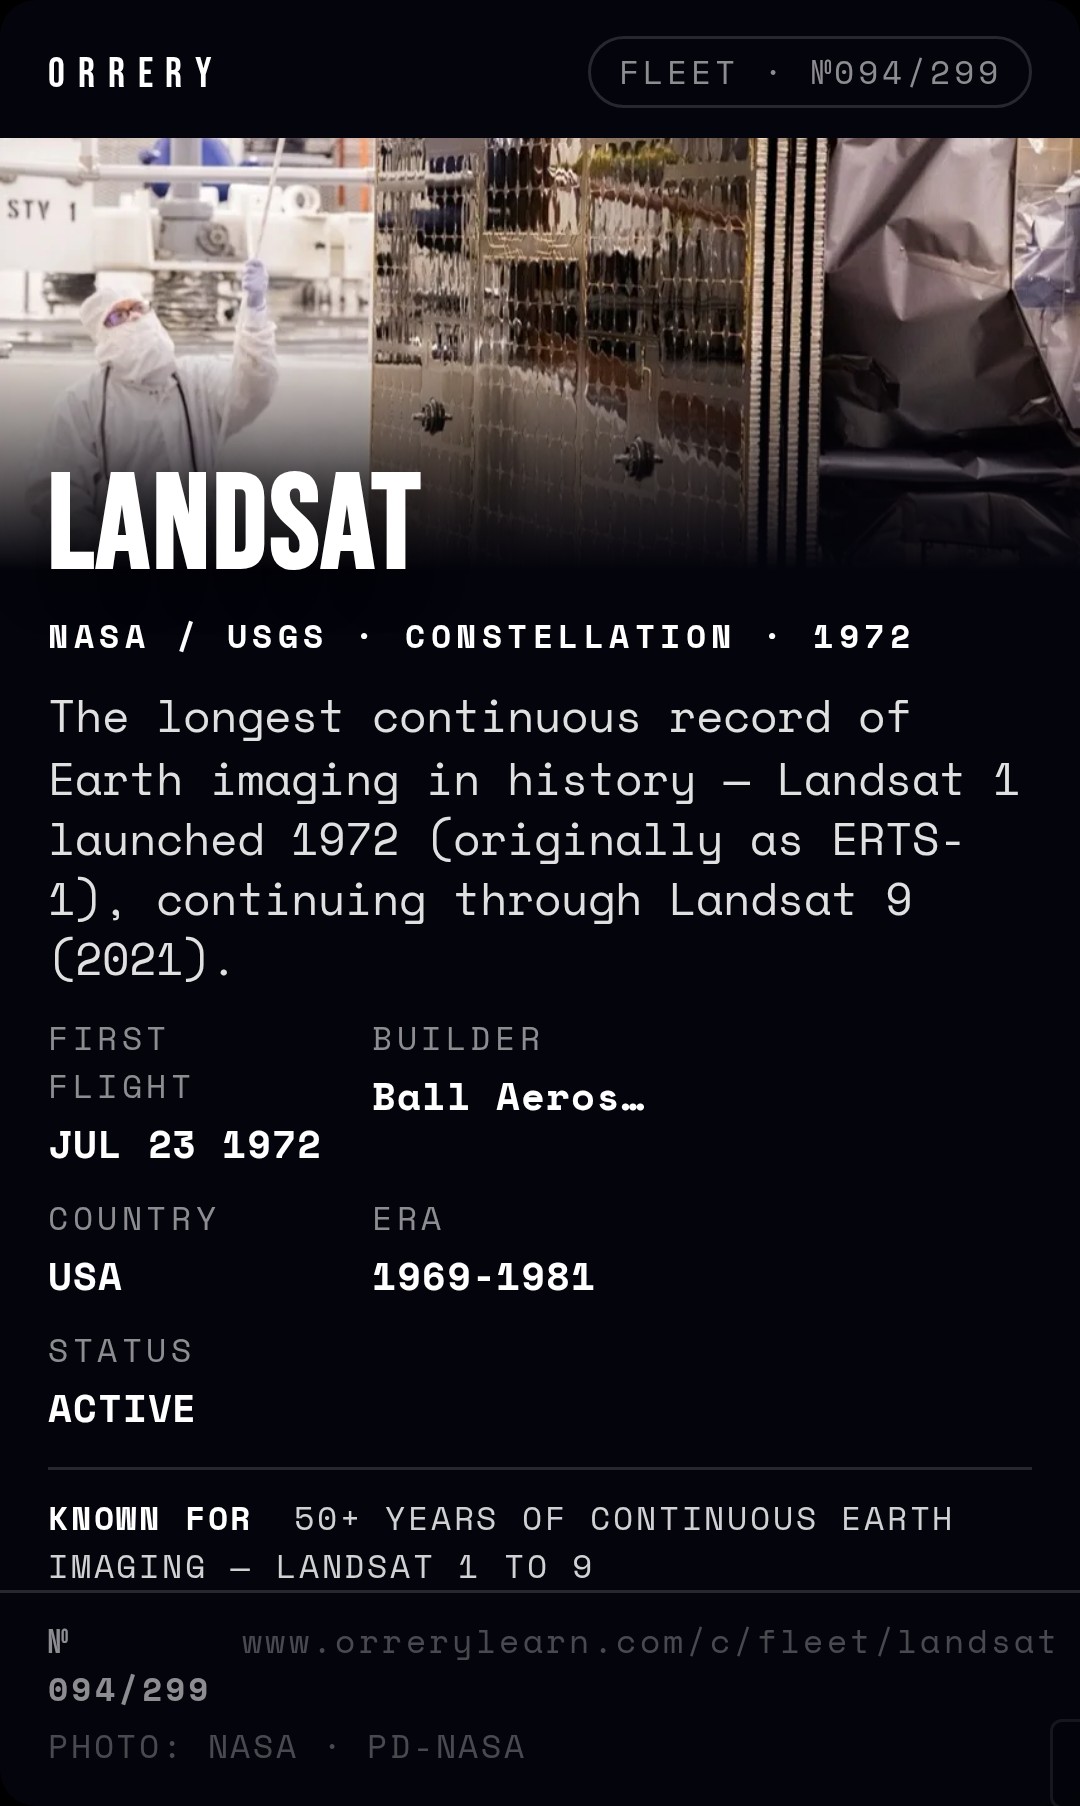 ORRERY
FLEET · №094/299
STY 1
LANDSAT
NASA / USGS · CONSTELLATION · 1972
The longest continuous record of
Earth imaging in history — Landsat 1
launched 1972 (originally as ERTS-
1), continuing through Landsat 9
(2021).
FIRST
FLIGHT
JUL 23 1972
BUILDER
Ball Aeros…
COUNTRY
USA
ERA
1969-1981
STATUS
ACTIVE
KNOWN FOR 50+ YEARS OF CONTINUOUS EARTH
IMAGING — LANDSAT 1 TO 9
№
094/299
www.orrerylearn.com/c/fleet/landsat
PHOTO: NASA · PD-NASA